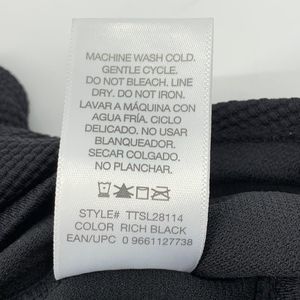 MACHINE WASH COLD.
GENTLE CYCLE.
DO NOT BLEACH. LINE
DRY. DO NOT IRON.
LAVAR A MÁQUINA CON
AGUA FRÍA. CICLO
DELICADO. NO USAR
BLANQUEADOR.
SECAR COLGADO.
NO PLANCHAR.
STYLE# TTSL28114
COLOR RICH BLACK
EAN/UPC 0 9661127738